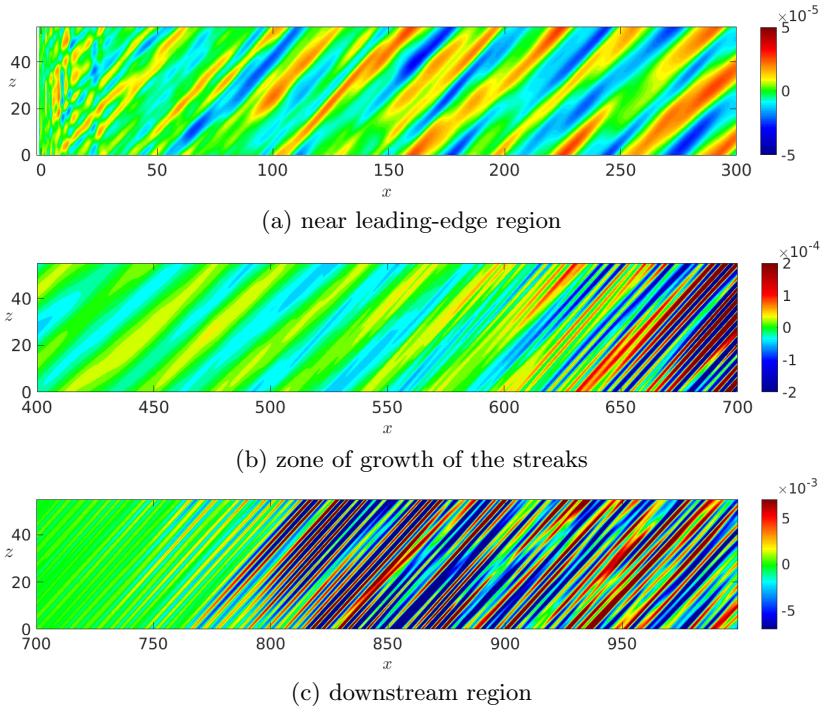 ×10⁻⁵
5
40
z
20
0
-5
0
0 50 100 150 200 250 300
x
(a) near leading-edge region
×10⁻⁴
2
40
1
z
0
20
-1
0
-2
400 450 500 550 600 650 700
x
(b) zone of growth of the streaks
×10⁻³
5
40
z
0
20
-5
0
700 750 800 850 900 950
x
(c) downstream region